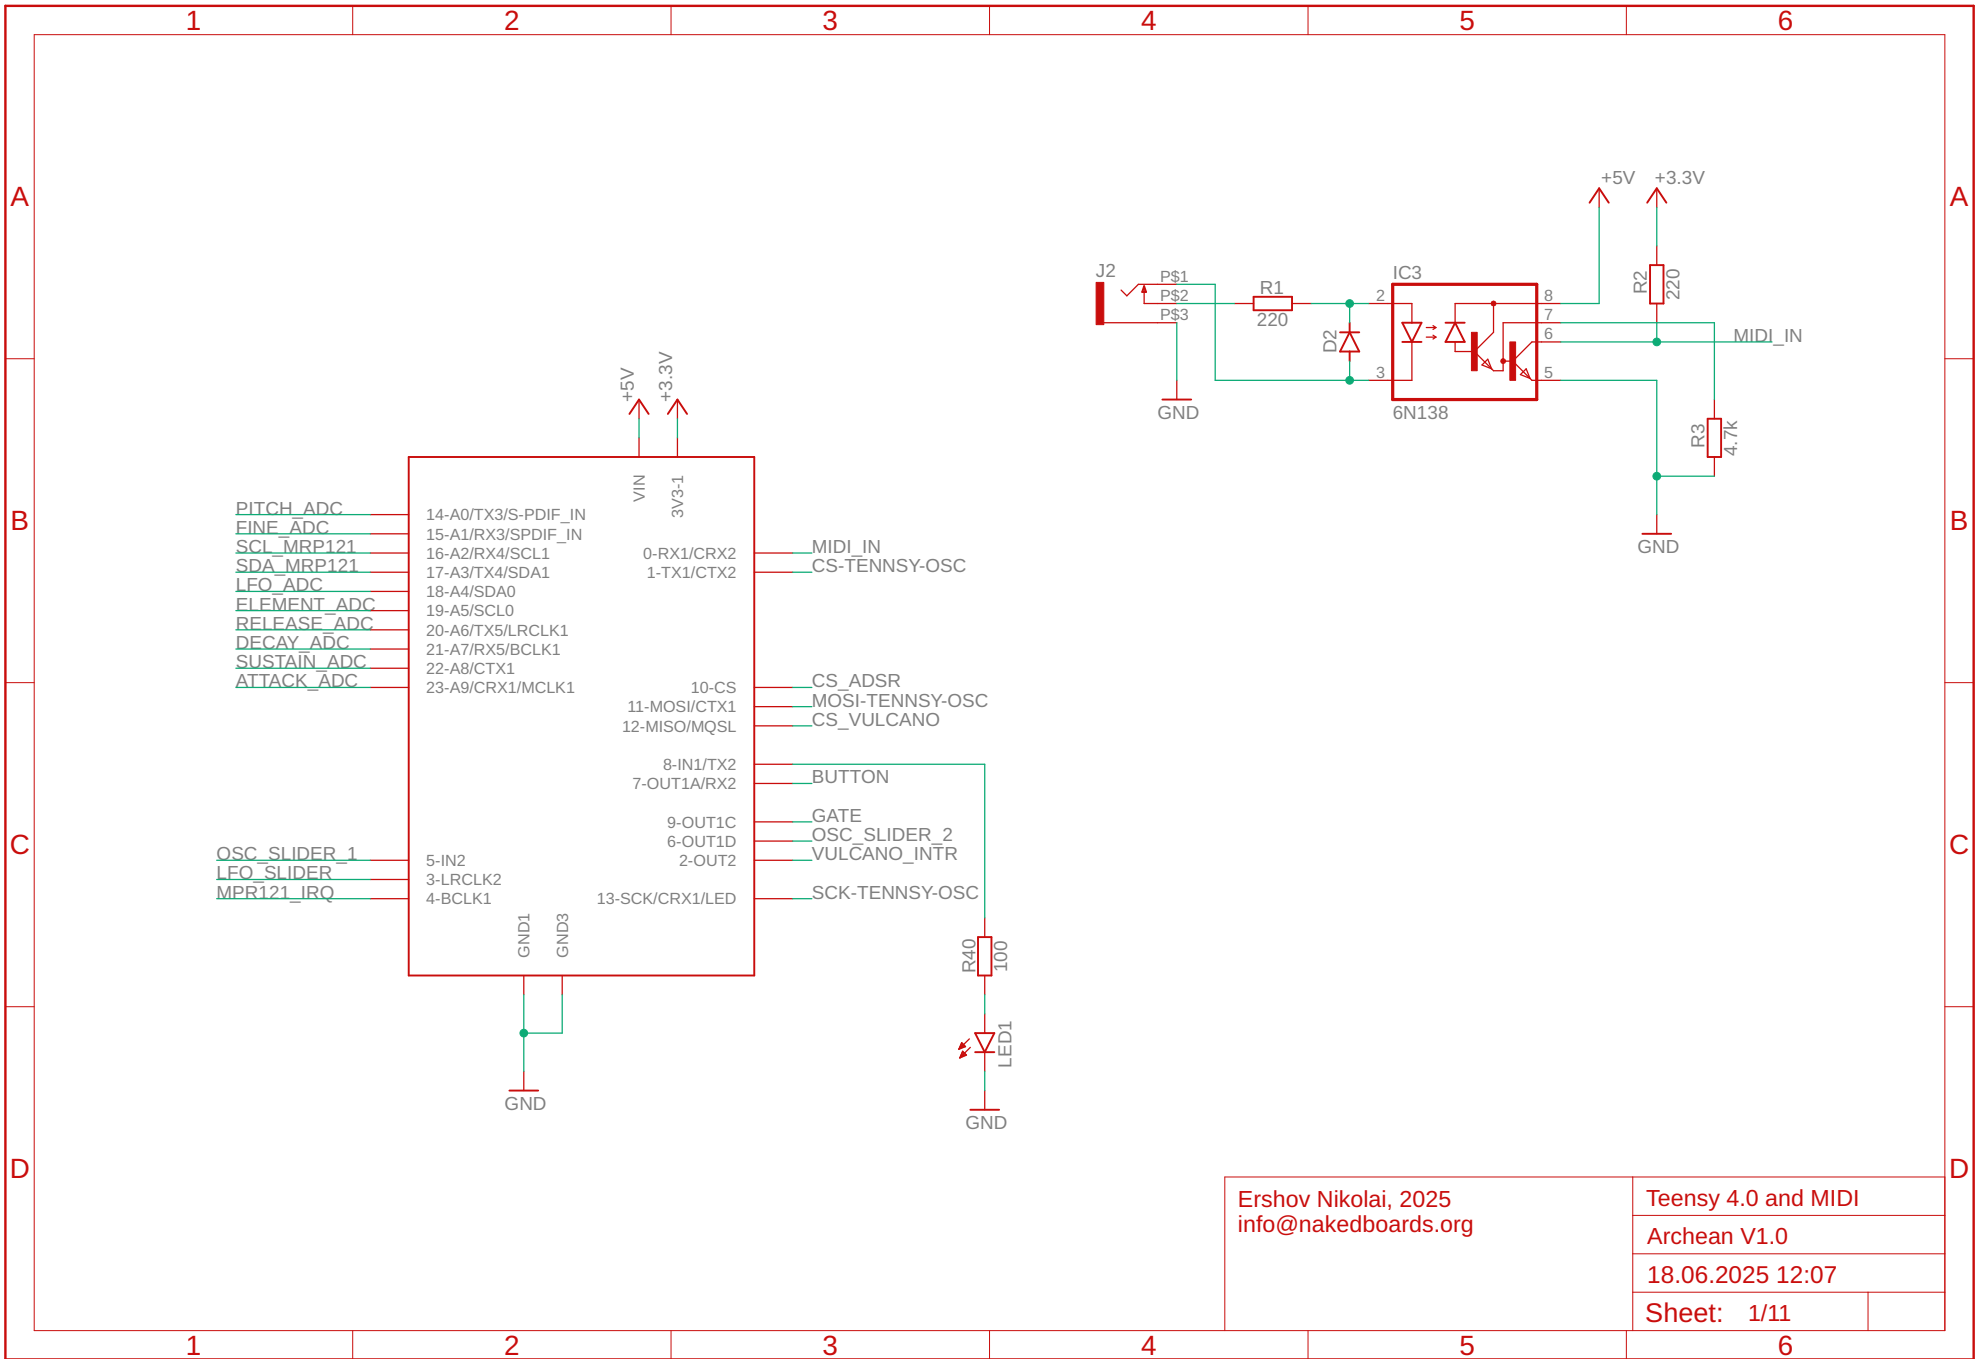 1 2 3 4 5 6
A A
B B
C C
D D
+5V +3.3V
J2
P$1
P$2
P$3
GND
R1
220
D2
IC3
2
3
8
7
6
5
6N138
R2
220
MIDI_IN
R3
4.7k
GND
+5V
+3.3V
VIN
3V3-1
PITCH_ADC 14-A0/TX3/S-PDIF_IN
FINE_ADC 15-A1/RX3/SPDIF_IN
SCL_MRP121 16-A2/RX4/SCL1
SDA_MRP121 17-A3/TX4/SDA1
LFO_ADC 18-A4/SDA0
ELEMENT_ADC 19-A5/SCL0
RELEASE_ADC 20-A6/TX5/LRCLK1
DECAY_ADC 21-A7/RX5/BCLK1
SUSTAIN_ADC 22-A8/CTX1
ATTACK_ADC 23-A9/CRX1/MCLK1
OSC_SLIDER_1 5-IN2
LFO_SLIDER 3-LRCLK2
MPR121_IRQ 4-BCLK1
0-RX1/CRX2 MIDI_IN
1-TX1/CTX2 CS-TENNSY-OSC
10-CS CS_ADSR
11-MOSI/CTX1 MOSI-TENNSY-OSC
12-MISO/MQSL CS_VULCANO
8-IN1/TX2
7-OUT1A/RX2 BUTTON
9-OUT1C GATE
6-OUT1D OSC_SLIDER_2
2-OUT2 VULCANO_INTR
13-SCK/CRX1/LED SCK-TENNSY-OSC
GND1
GND3
GND
R40
100
LED1
GND
Ershov Nikolai, 2025
info@nakedboards.org
Teensy 4.0 and MIDI
Archean V1.0
18.06.2025 12:07
Sheet: 1/11
1 2 3 4 5 6